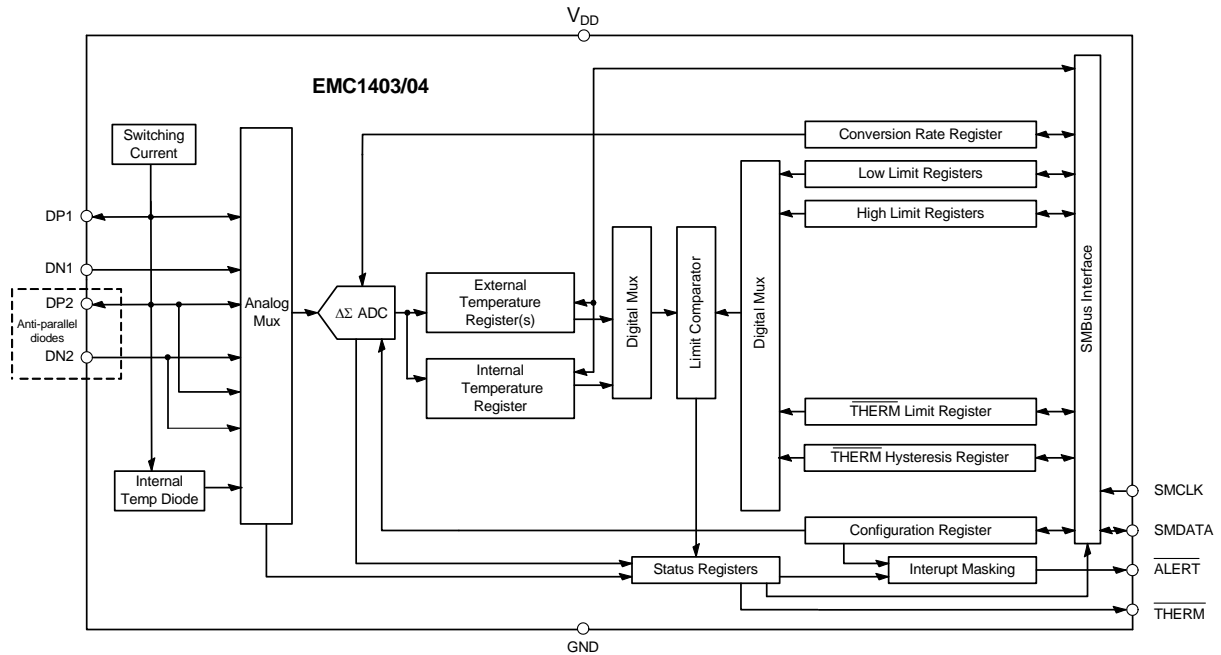 V_DD
EMC1403/04
Switching
Current
Conversion Rate Register
Low Limit Registers
High Limit Registers
DP1
DN1
DP2
Anti-parallel
diodes
DN2
Analog
Mux
ΔΣ ADC
External
Temperature
Register(s)
Internal
Temperature
Register
Digital Mux
Limit Comparator
Digital Mux
SMBus Interface
THERM Limit Register
THERM Hysteresis Register
Internal
Temp Diode
Configuration Register
Status Registers
Interupt Masking
SMCLK
SMDATA
ALERT
THERM
GND